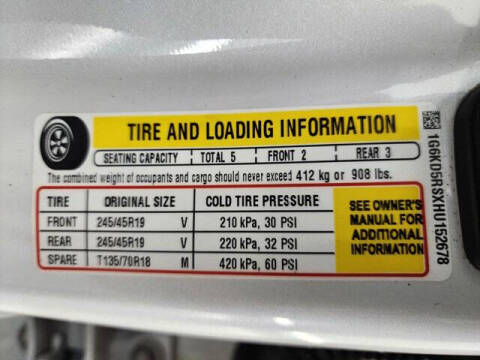 TIRE AND LOADING INFORMATION
SEATING CAPACITY TOTAL 5 FRONT 2 REAR 3
The combined weight of occupants and cargo should never exceed 412 kg or 908 lbs.
TIRE ORIGINAL SIZE COLD TIRE PRESSURE
FRONT 245/45R19 V 210 kPa, 30 PSI
REAR 245/45R19 V 220 kPa, 32 PSI
SPARE T135/70R18 M 420 kPa, 60 PSI
SEE OWNER'S
MANUAL FOR
ADDITIONAL
INFORMATION
1G6KD5RSXHU152678